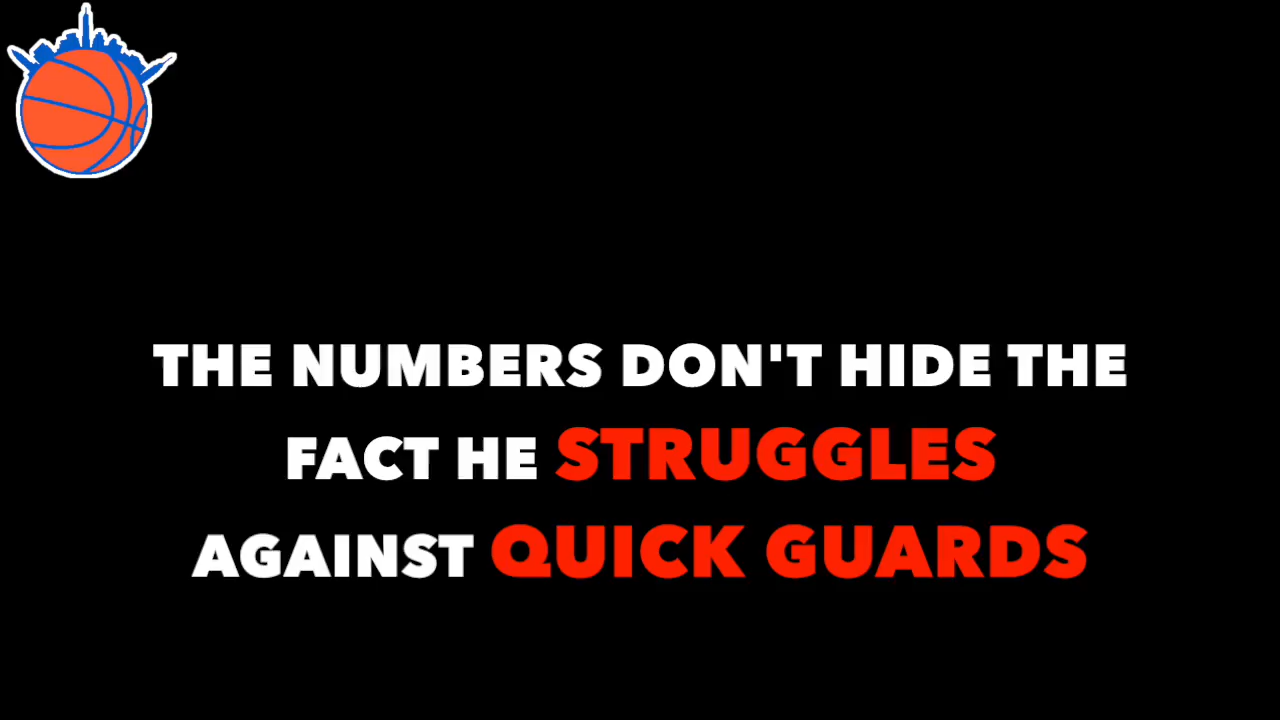 THE NUMBERS DON'T HIDE THE
FACT HE STRUGGLES
AGAINST QUICK GUARDS